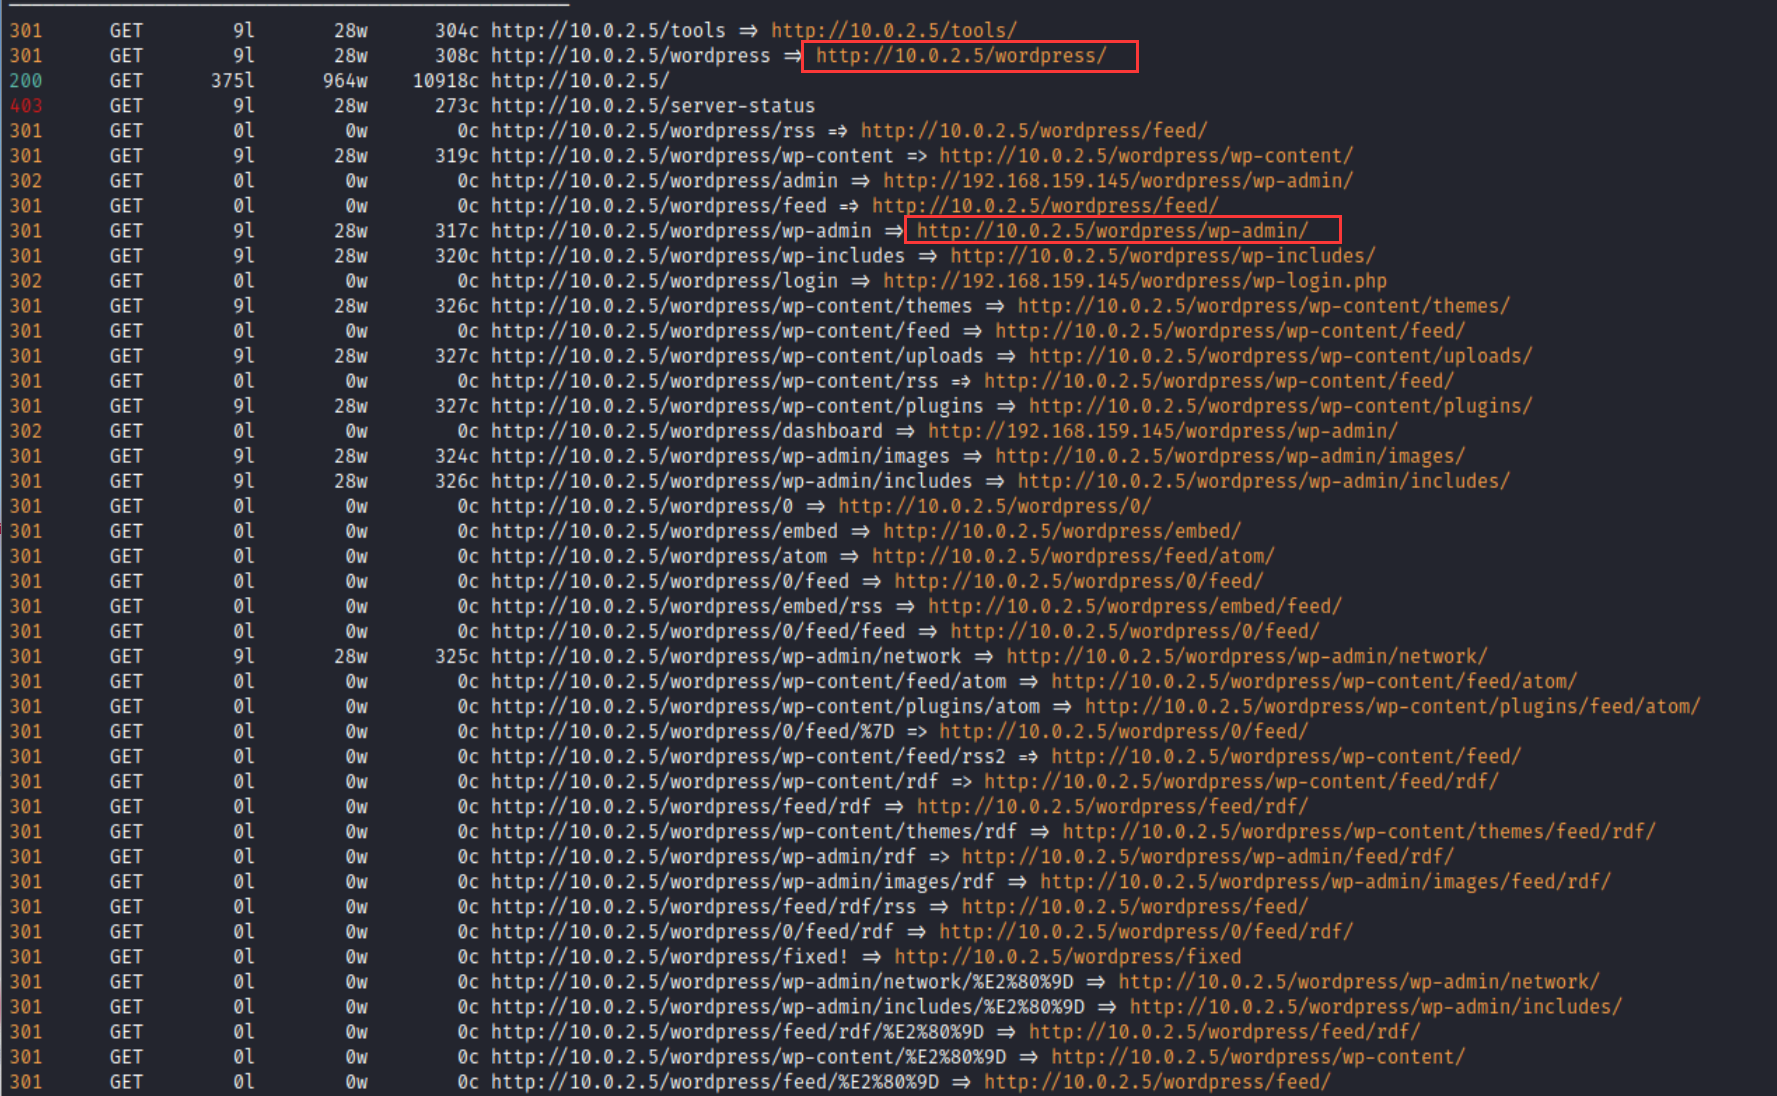 301 GET 9l 28w 304c http://10.0.2.5/tools => http://10.0.2.5/tools/
301 GET 9l 28w 308c http://10.0.2.5/wordpress => http://10.0.2.5/wordpress/
200 GET 375l 964w 10918c http://10.0.2.5/
403 GET 9l 28w 273c http://10.0.2.5/server-status
301 GET 0l 0w 0c http://10.0.2.5/wordpress/rss => http://10.0.2.5/wordpress/feed/
301 GET 9l 28w 319c http://10.0.2.5/wordpress/wp-content => http://10.0.2.5/wordpress/wp-content/
302 GET 0l 0w 0c http://10.0.2.5/wordpress/admin => http://192.168.159.145/wordpress/wp-admin/
301 GET 0l 0w 0c http://10.0.2.5/wordpress/feed => http://10.0.2.5/wordpress/feed/
301 GET 9l 28w 317c http://10.0.2.5/wordpress/wp-admin => http://10.0.2.5/wordpress/wp-admin/
301 GET 9l 28w 320c http://10.0.2.5/wordpress/wp-includes => http://10.0.2.5/wordpress/wp-includes/
302 GET 0l 0w 0c http://10.0.2.5/wordpress/login => http://192.168.159.145/wordpress/wp-login.php
301 GET 9l 28w 326c http://10.0.2.5/wordpress/wp-content/themes => http://10.0.2.5/wordpress/wp-content/themes/
301 GET 0l 0w 0c http://10.0.2.5/wordpress/wp-content/feed => http://10.0.2.5/wordpress/wp-content/feed/
301 GET 9l 28w 327c http://10.0.2.5/wordpress/wp-content/uploads => http://10.0.2.5/wordpress/wp-content/uploads/
301 GET 0l 0w 0c http://10.0.2.5/wordpress/wp-content/rss => http://10.0.2.5/wordpress/wp-content/feed/
301 GET 9l 28w 327c http://10.0.2.5/wordpress/wp-content/plugins => http://10.0.2.5/wordpress/wp-content/plugins/
302 GET 0l 0w 0c http://10.0.2.5/wordpress/dashboard => http://192.168.159.145/wordpress/wp-admin/
301 GET 9l 28w 324c http://10.0.2.5/wordpress/wp-admin/images => http://10.0.2.5/wordpress/wp-admin/images/
301 GET 9l 28w 326c http://10.0.2.5/wordpress/wp-admin/includes => http://10.0.2.5/wordpress/wp-admin/includes/
301 GET 0l 0w 0c http://10.0.2.5/wordpress/0 => http://10.0.2.5/wordpress/0/
301 GET 0l 0w 0c http://10.0.2.5/wordpress/embed => http://10.0.2.5/wordpress/embed/
301 GET 0l 0w 0c http://10.0.2.5/wordpress/atom => http://10.0.2.5/wordpress/feed/atom/
301 GET 0l 0w 0c http://10.0.2.5/wordpress/0/feed => http://10.0.2.5/wordpress/0/feed/
301 GET 0l 0w 0c http://10.0.2.5/wordpress/embed/rss => http://10.0.2.5/wordpress/embed/feed/
301 GET 0l 0w 0c http://10.0.2.5/wordpress/0/feed/feed => http://10.0.2.5/wordpress/0/feed/
301 GET 9l 28w 325c http://10.0.2.5/wordpress/wp-admin/network => http://10.0.2.5/wordpress/wp-admin/network/
301 GET 0l 0w 0c http://10.0.2.5/wordpress/wp-content/feed/atom => http://10.0.2.5/wordpress/wp-content/feed/atom/
301 GET 0l 0w 0c http://10.0.2.5/wordpress/wp-content/plugins/atom => http://10.0.2.5/wordpress/wp-content/plugins/feed/atom/
301 GET 0l 0w 0c http://10.0.2.5/wordpress/0/feed/%7D => http://10.0.2.5/wordpress/0/feed/
301 GET 0l 0w 0c http://10.0.2.5/wordpress/wp-content/feed/rss2 => http://10.0.2.5/wordpress/wp-content/feed/
301 GET 0l 0w 0c http://10.0.2.5/wordpress/wp-content/rdf => http://10.0.2.5/wordpress/wp-content/feed/rdf/
301 GET 0l 0w 0c http://10.0.2.5/wordpress/feed/rdf => http://10.0.2.5/wordpress/feed/rdf/
301 GET 0l 0w 0c http://10.0.2.5/wordpress/wp-content/themes/rdf => http://10.0.2.5/wordpress/wp-content/themes/feed/rdf/
301 GET 0l 0w 0c http://10.0.2.5/wordpress/wp-admin/rdf => http://10.0.2.5/wordpress/wp-admin/feed/rdf/
301 GET 0l 0w 0c http://10.0.2.5/wordpress/wp-admin/images/rdf => http://10.0.2.5/wordpress/wp-admin/images/feed/rdf/
301 GET 0l 0w 0c http://10.0.2.5/wordpress/feed/rdf/rss => http://10.0.2.5/wordpress/feed/
301 GET 0l 0w 0c http://10.0.2.5/wordpress/0/feed/rdf => http://10.0.2.5/wordpress/0/feed/rdf/
301 GET 0l 0w 0c http://10.0.2.5/wordpress/fixed! => http://10.0.2.5/wordpress/fixed
301 GET 0l 0w 0c http://10.0.2.5/wordpress/wp-admin/network/%E2%80%9D => http://10.0.2.5/wordpress/wp-admin/network/
301 GET 0l 0w 0c http://10.0.2.5/wordpress/wp-admin/includes/%E2%80%9D => http://10.0.2.5/wordpress/wp-admin/includes/
301 GET 0l 0w 0c http://10.0.2.5/wordpress/feed/rdf/%E2%80%9D => http://10.0.2.5/wordpress/feed/rdf/
301 GET 0l 0w 0c http://10.0.2.5/wordpress/wp-content/%E2%80%9D => http://10.0.2.5/wordpress/wp-content/
301 GET 0l 0w 0c http://10.0.2.5/wordpress/feed/%E2%80%9D => http://10.0.2.5/wordpress/feed/